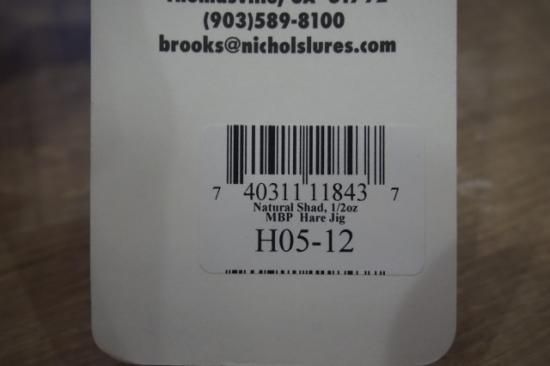 (903)589-8100
brooks@nicholslures.com
7 40311 11843 7
Natural Shad, 1/2oz
MBP Hare Jig
H05-12